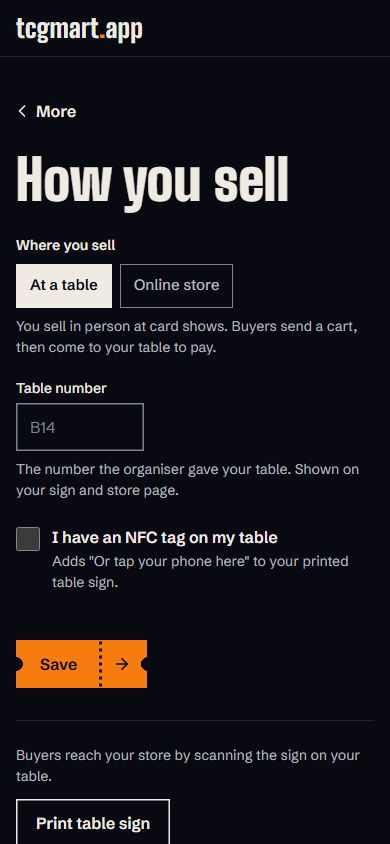 tcgmart.app
More
How you sell
Where you sell
At a table
Online store
You sell in person at card shows. Buyers send a cart,
then come to your table to pay.
Table number
B14
The number the organiser gave your table. Shown on
your sign and store page.
I have an NFC tag on my table
Adds "Or tap your phone here" to your printed
table sign.
Save
Buyers reach your store by scanning the sign on your
table.
Print table sign